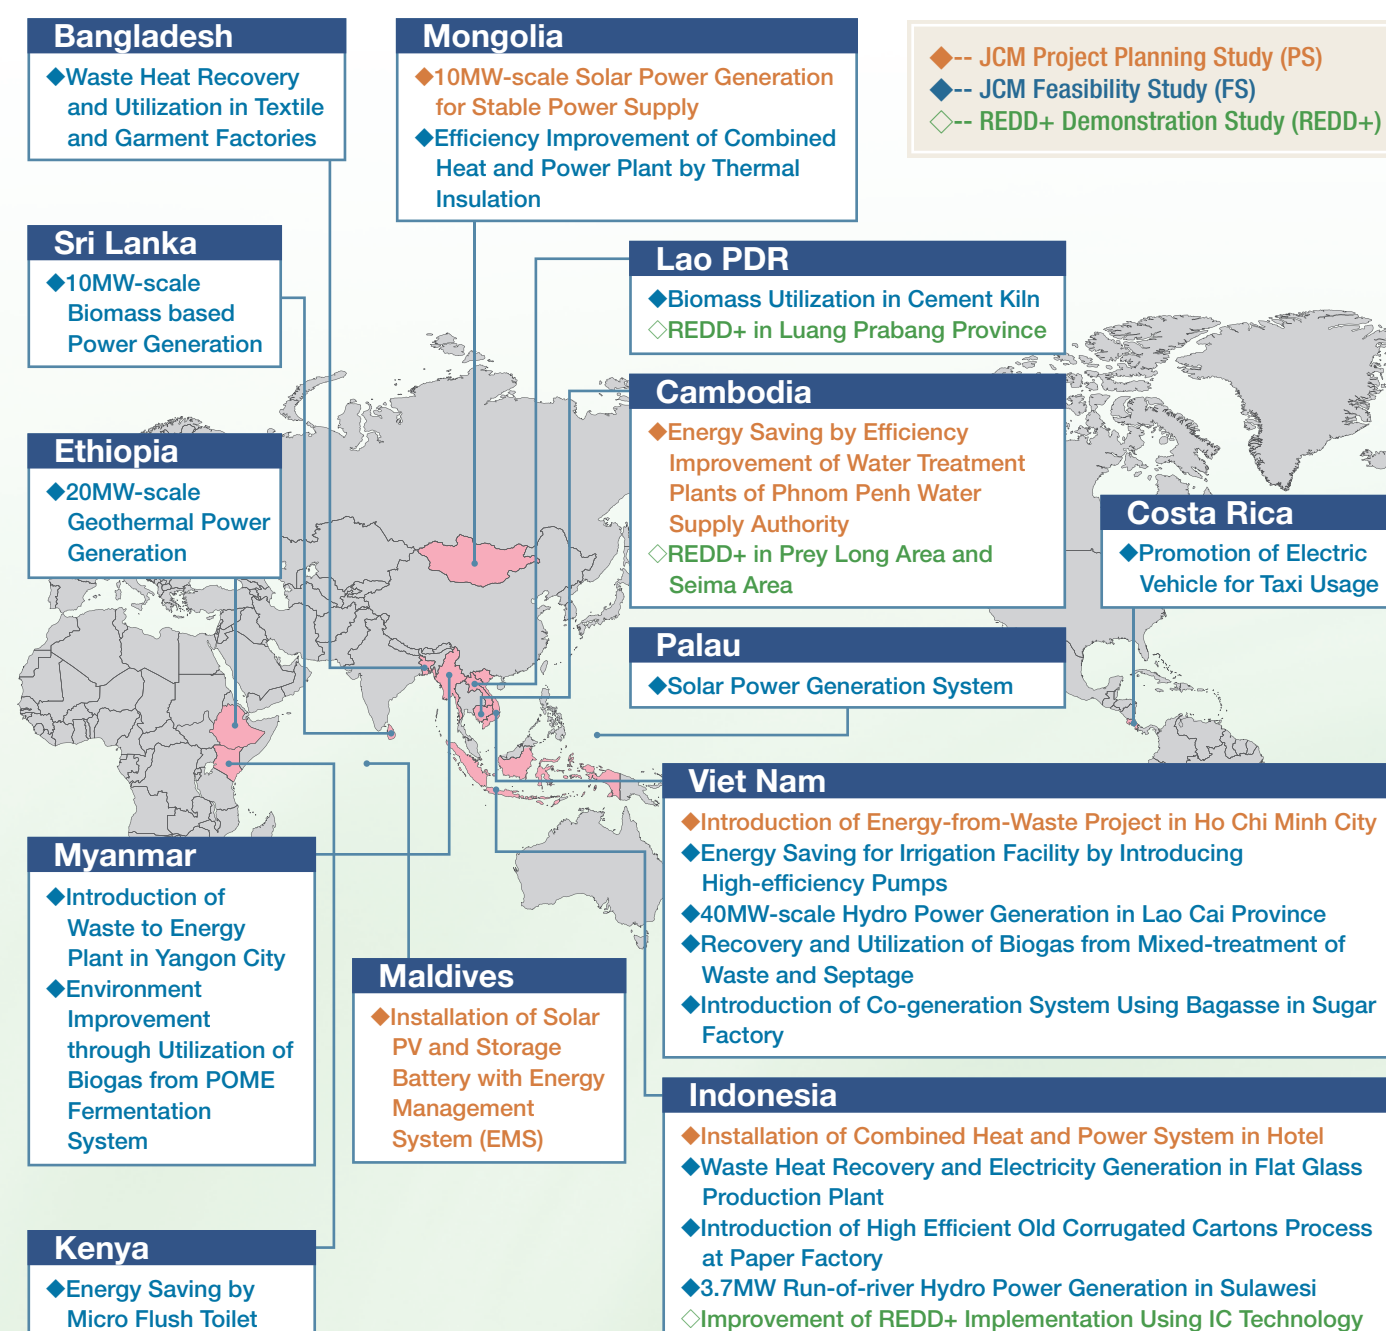 Bangladesh
◆Waste Heat Recovery
and Utilization in Textile
and Garment Factories
Mongolia
◆10MW-scale Solar Power Generation
for Stable Power Supply
◆Efficiency Improvement of Combined
Heat and Power Plant by Thermal
Insulation
◆-- JCM Project Planning Study (PS)
◆-- JCM Feasibility Study (FS)
◇-- REDD+ Demonstration Study (REDD+)
Sri Lanka
◆10MW-scale
Biomass based
Power Generation
Lao PDR
◆Biomass Utilization in Cement Kiln
◇REDD+ in Luang Prabang Province
Cambodia
◆Energy Saving by Efficiency
Improvement of Water Treatment
Plants of Phnom Penh Water
Supply Authority
◇REDD+ in Prey Long Area and
Seima Area
Ethiopia
◆20MW-scale
Geothermal Power
Generation
Costa Rica
◆Promotion of Electric
Vehicle for Taxi Usage
Palau
◆Solar Power Generation System
Viet Nam
◆Introduction of Energy-from-Waste Project in Ho Chi Minh City
◆Energy Saving for Irrigation Facility by Introducing
High-efficiency Pumps
◆40MW-scale Hydro Power Generation in Lao Cai Province
◆Recovery and Utilization of Biogas from Mixed-treatment of
Waste and Septage
◆Introduction of Co-generation System Using Bagasse in Sugar
Factory
Myanmar
◆Introduction of
Waste to Energy
Plant in Yangon City
◆Environment
Improvement
through Utilization of
Biogas from POME
Fermentation
System
Maldives
◆Installation of Solar
PV and Storage
Battery with Energy
Management
System (EMS)
Indonesia
◆Installation of Combined Heat and Power System in Hotel
◆Waste Heat Recovery and Electricity Generation in Flat Glass
Production Plant
◆Introduction of High Efficient Old Corrugated Cartons Process
at Paper Factory
◆3.7MW Run-of-river Hydro Power Generation in Sulawesi
◇Improvement of REDD+ Implementation Using IC Technology
Kenya
◆Energy Saving by
Micro Flush Toilet